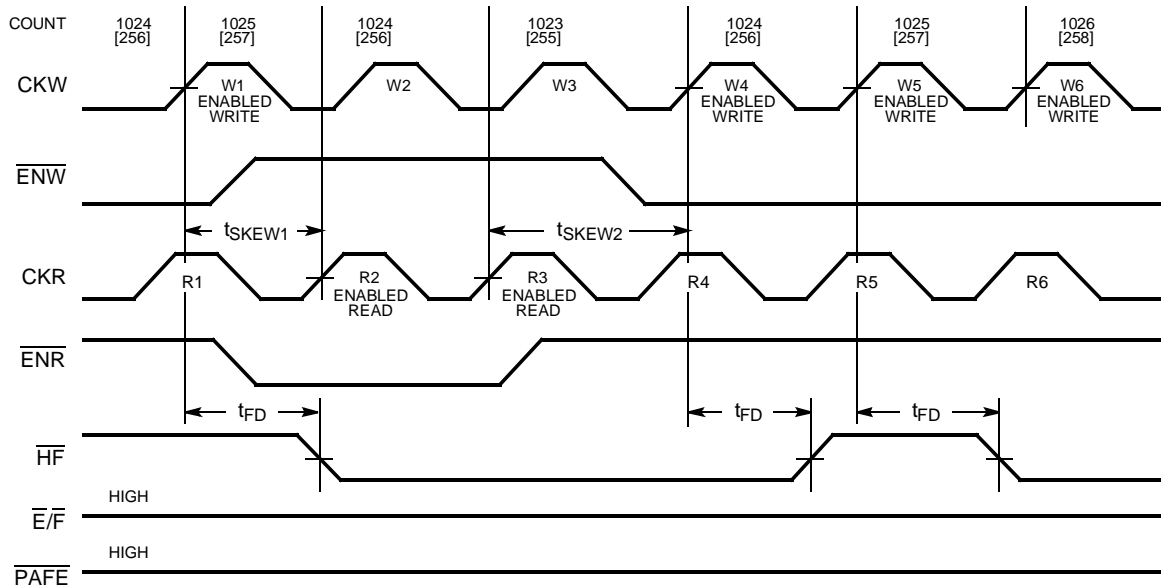 COUNT
1024 1025 1024 1023 1024 1025 1026
[256] [257] [256] [255] [256] [257] [258]
CKW
W1 W2 W3 W4 W5 W6
ENABLED ENABLED ENABLED ENABLED
WRITE WRITE WRITE WRITE
ENW
tSKEW1 tSKEW2
CKR
R1 R2 R3 R4 R5 R6
ENABLED ENABLED
READ READ
ENR
tFD tFD tFD
HF
HIGH
E/F
HIGH
PAFE